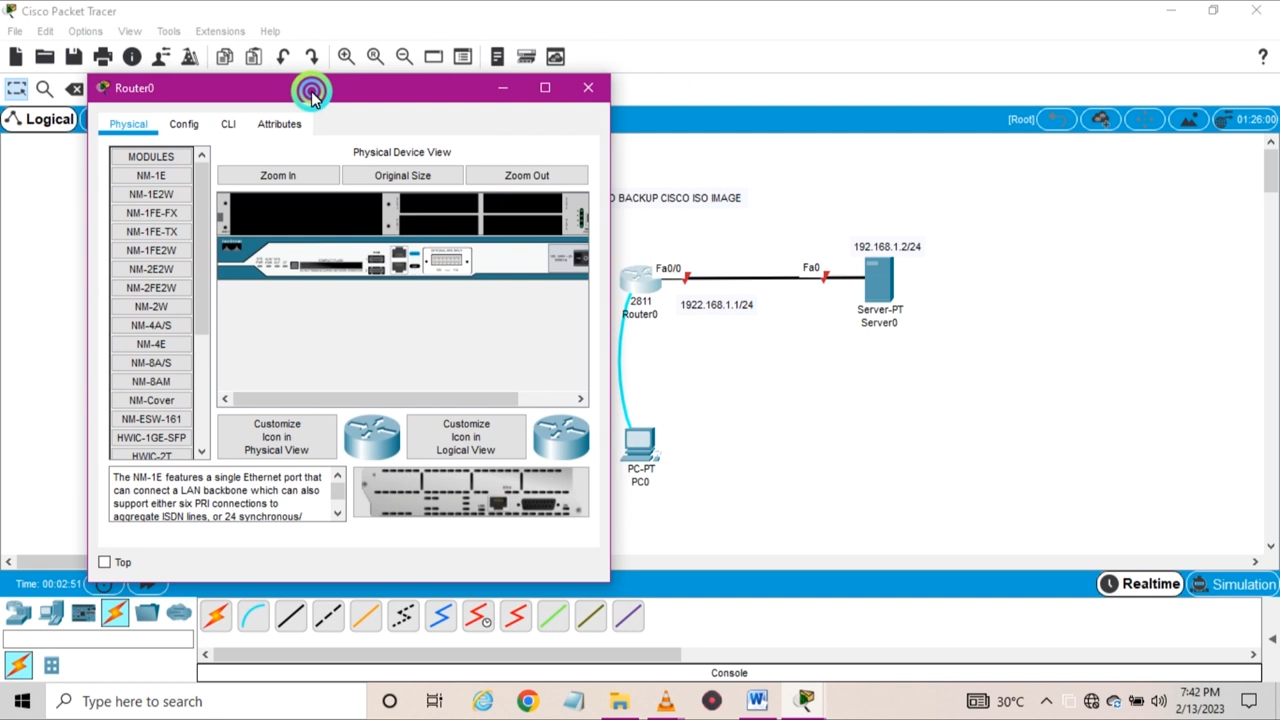 Cisco Packet Tracer
File Edit Options View Tools Extensions Help
Router0
Logical
[Root]
01:26:00
Physical Config CLI Attributes
MODULES
NM-1E
NM-1E2W
NM-1FE-FX
NM-1FE-TX
NM-1FE2W
NM-2E2W
NM-2FE2W
NM-2W
NM-4A/S
NM-4E
NM-8A/S
NM-8AM
NM-Cover
NM-ESW-161
HWIC-1GE-SFP
HWIC-2T
Physical Device View
Zoom In
Original Size
Zoom Out
Customize
Icon in
Physical View
Customize
Icon in
Logical View
The NM-1E features a single Ethernet port that
can connect a LAN backbone which can also
support either six PRI connections to
aggregate ISDN lines, or 24 synchronous/
Top
O BACKUP CISCO ISO IMAGE
192.168.1.2/24
Fa0/0
Fa0
2811
Router0
1922.168.1.1/24
Server-PT
Server0
PC-PT
PC0
Time: 00:02:51
Realtime
Simulation
Console
Type here to search
30°C
7:42 PM
2/13/2023